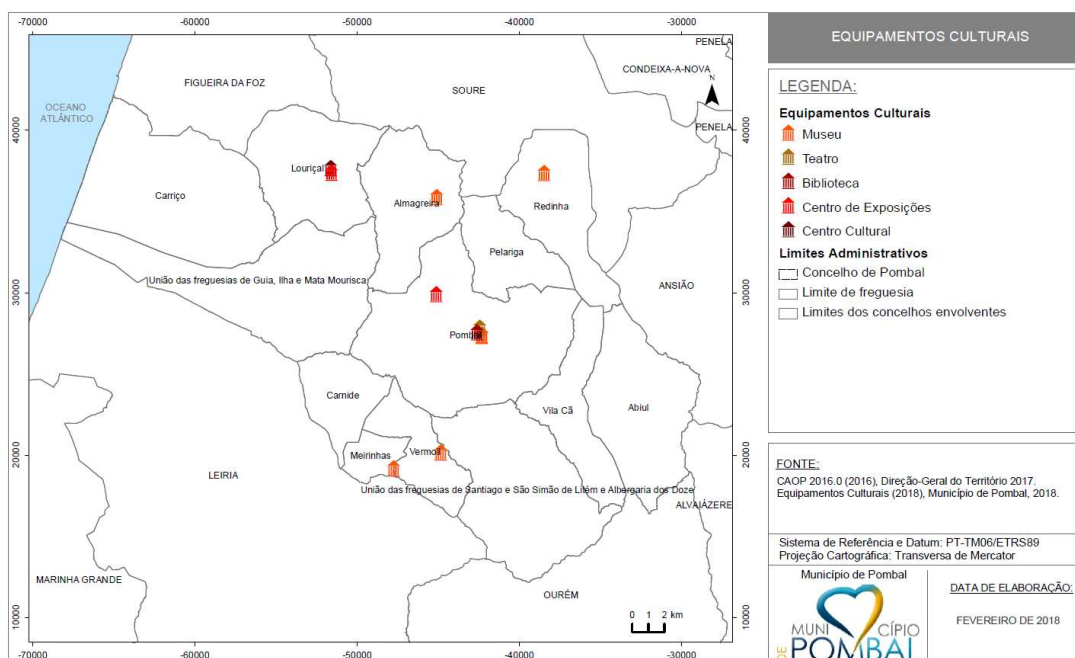 -70000
-60000
-50000
-40000
-30000
EQUIPAMENTOS CULTURAIS
PENELA
CONDEIXA-A-NOVA
N
FIGUEIRA DA FOZ
SOURE
OCEANO
ATLÂNTICO
PENELA
40000
40000
Louriçal
Carriço
Almagreira
Redinha
Pelariga
União das freguesias de Guia, Ilha e Mata Mourisca
ANSIÃO
30000
30000
Pombal
Carnide
Vila Cã
Abiul
20000
20000
Meirinhas
Vermoil
LEIRIA
União das freguesias de Santiago e São Simão de Litém e Albergaria dos Doze
ALVAIÁZERE
MARINHA GRANDE
OURÉM
10000
10000
0 1 2 km
-70000
-60000
-50000
-40000
-30000
LEGENDA:
Equipamentos Culturais
Museu
Teatro
Biblioteca
Centro de Exposições
Centro Cultural
Limites Administrativos
Concelho de Pombal
Limite de freguesia
Limites dos concelhos envolventes
FONTE:
CAOP 2016.0 (2016), Direção-Geral do Território 2017.
Equipamentos Culturais (2018), Município de Pombal, 2018.
Sistema de Referência e Datum: PT-TM06/ETRS89
Projeção Cartográfica: Transversa de Mercator
Município de Pombal
MUNI CÍPIO
DE POMBAL
DATA DE ELABORAÇÃO:
FEVEREIRO DE 2018